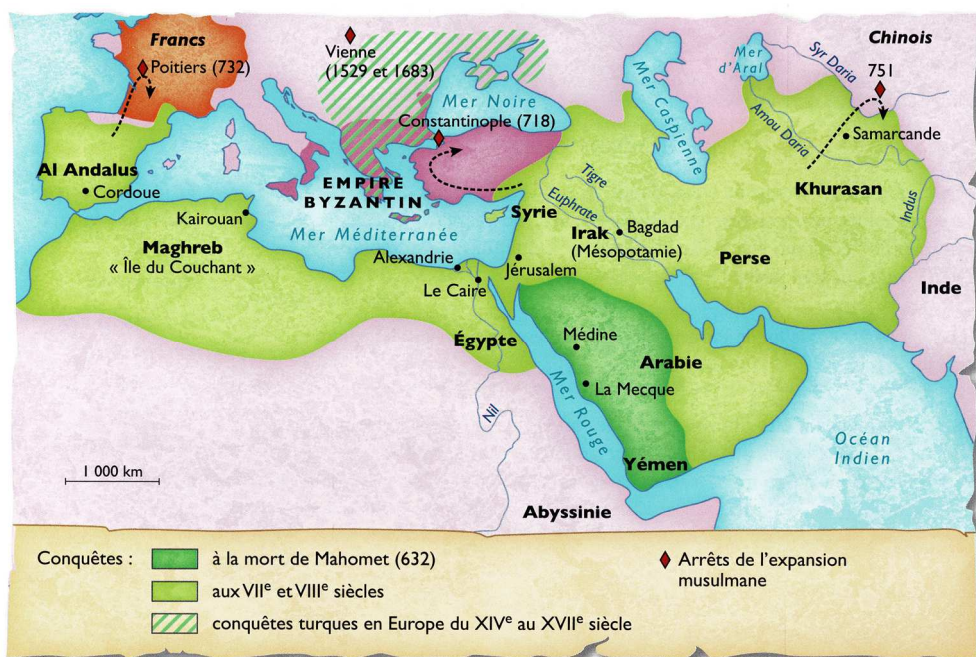 Francs
Poitiers (732)
Vienne
(1529 et 1683)
Mer Noire
Constantinople (718)
Mer Caspienne
Mer
d'Aral
Syr Daria
Chinois
751
Amou Daria
Samarcande
Khurasan
Indus
Al Andalus
Cordoue
EMPIRE
BYZANTIN
Kairouan
Mer Méditerranée
Maghreb
« Île du Couchant »
Alexandrie
Le Caire
Syrie
Tigre
Euphrate
Irak
(Mésopotamie)
Bagdad
Jérusalem
Perse
Inde
Égypte
Médine
Arabie
La Mecque
Mer Rouge
Nil
Yémen
Océan
Indien
Abyssinie
1 000 km
Conquêtes :
à la mort de Mahomet (632)
aux VIIe et VIIIe siècles
conquêtes turques en Europe du XIVe au XVIIe siècle
Arrêts de l'expansion
musulmane